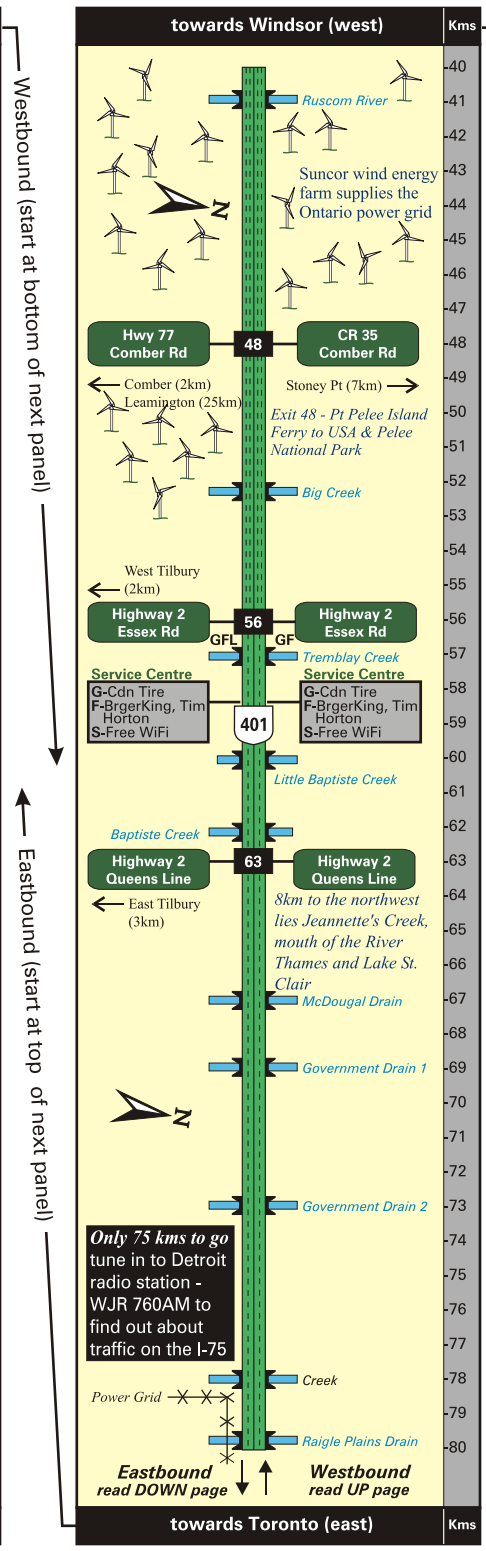 towards Windsor (west)
Kms
Westbound (start at bottom of next panel)
-40
Ruscom River
-41
-42
-43
Suncor wind energy
farm supplies the
Ontario power grid
-44
N
-45
-46
-47
Hwy 77
Comber Rd
48
CR 35
Comber Rd
-48
Comber (2km)
Leamington (25km)
Stoney Pt (7km)
-49
Exit 48 - Pt Pelee Island
Ferry to USA & Pelee
National Park
-50
-51
Big Creek
-52
-53
-54
West Tilbury
(2km)
-55
Highway 2
Essex Rd
56
Highway 2
Essex Rd
-56
GFL
GF
Tremblay Creek
-57
Service Centre
G-Cdn Tire
F-BrgerKing, Tim
Horton
S-Free WiFi
Service Centre
G-Cdn Tire
F-BrgerKing, Tim
Horton
S-Free WiFi
-58
401
-59
-60
Little Baptiste Creek
-61
Baptiste Creek
-62
Highway 2
Queens Line
63
Highway 2
Queens Line
-63
East Tilbury
(3km)
8km to the northwest
lies Jeannette's Creek,
mouth of the River
Thames and Lake St.
Clair
-64
-65
-66
McDougal Drain
-67
-68
Government Drain 1
-69
Eastbound (start at top of next panel)
N
-70
-71
-72
Government Drain 2
-73
Only 75 kms to go
tune in to Detroit
radio station -
WJR 760AM to
find out about
traffic on the I-75
-74
-75
-76
-77
Creek
-78
Power Grid
-79
Raigle Plains Drain
-80
Eastbound
read DOWN page
Westbound
read UP page
towards Toronto (east)
Kms